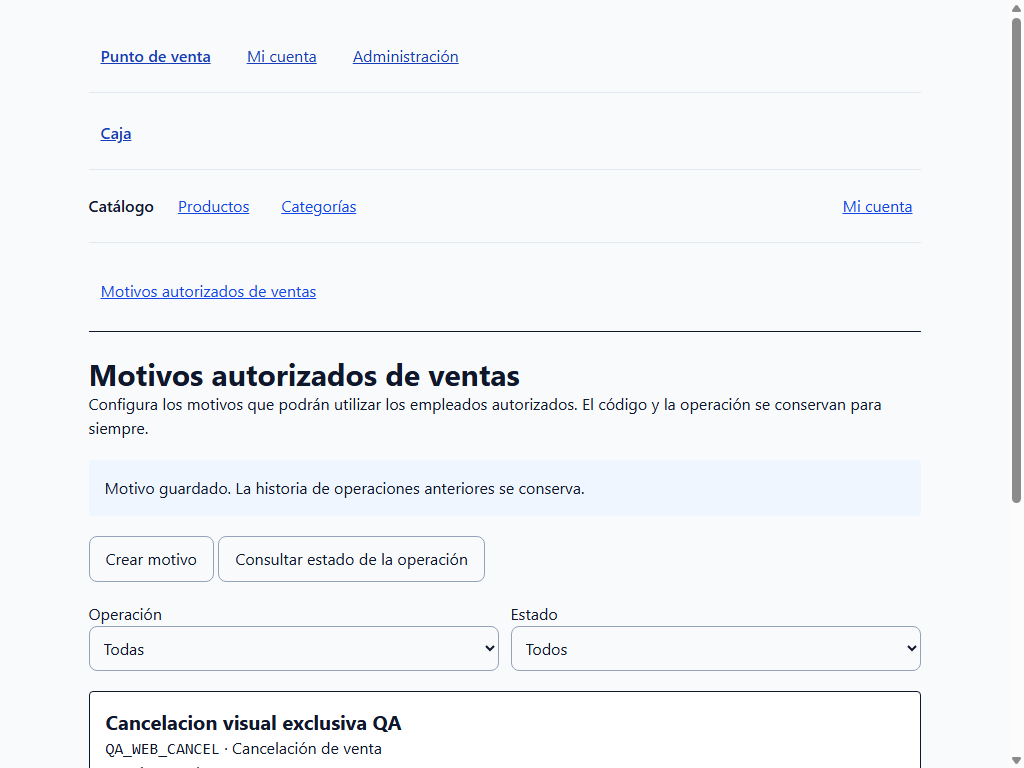 Punto de venta Mi cuenta Administración
Caja
Catálogo Productos Categorías Mi cuenta
Motivos autorizados de ventas
Motivos autorizados de ventas
Configura los motivos que podrán utilizar los empleados autorizados. El código y la operación se conservan para
siempre.
Motivo guardado. La historia de operaciones anteriores se conserva.
Crear motivo Consultar estado de la operación
Operación Estado
Todas Todos
Cancelacion visual exclusiva QA
QA_WEB_CANCEL · Cancelación de venta